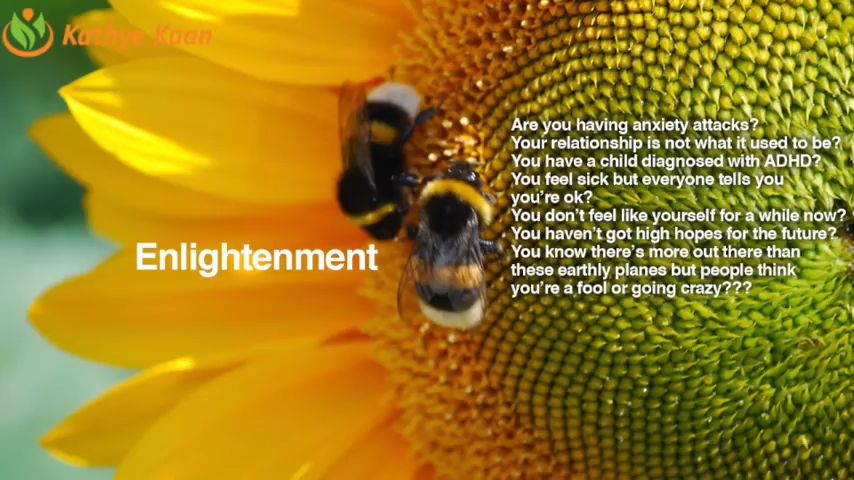 Kathye Kaan
Are you having anxiety attacks?
Your relationship is not what it used to be?
You have a child diagnosed with ADHD?
You feel sick but everyone tells you
you're ok?
You don't feel like yourself for a while now?
You haven't got high hopes for the future?
You know there's more out there than
these earthly planes but people think
you're a fool or going crazy???
Enlightenment